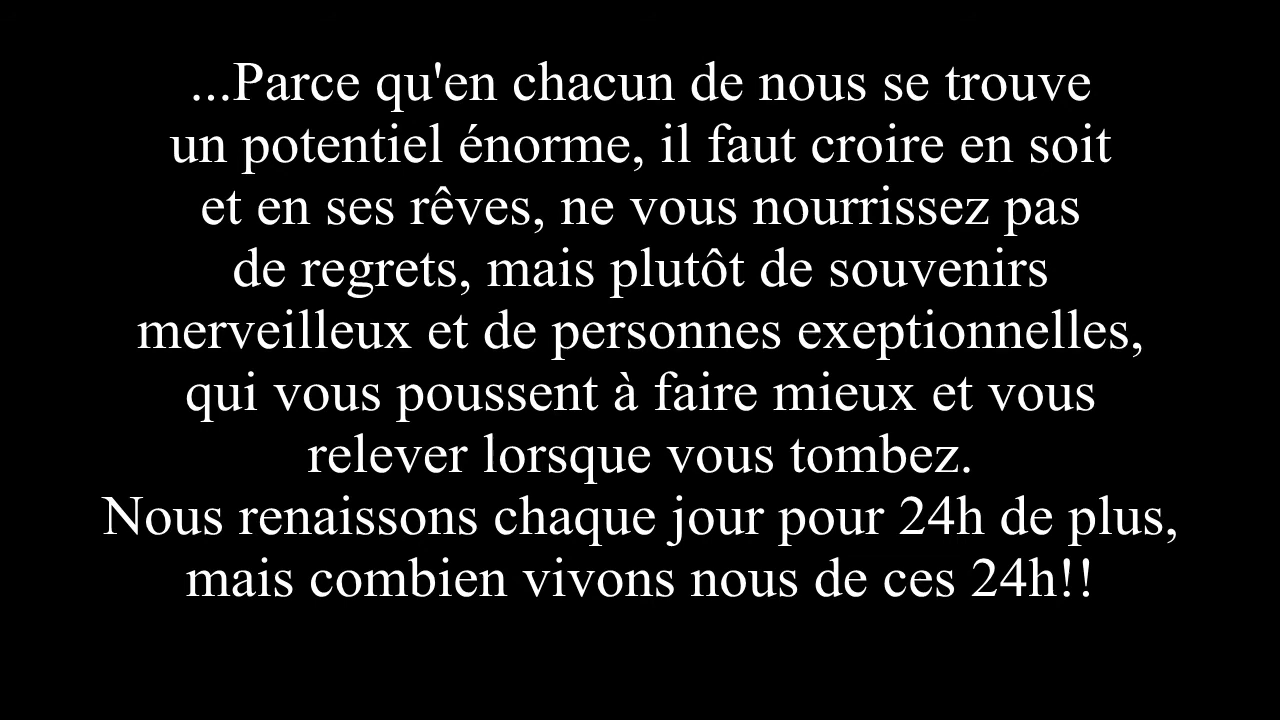 ...Parce qu'en chacun de nous se trouve
un potentiel énorme, il faut croire en soit
et en ses rêves, ne vous nourrissez pas
de regrets, mais plutôt de souvenirs
merveilleux et de personnes exeptionnelles,
qui vous poussent à faire mieux et vous
relever lorsque vous tombez.
Nous renaissons chaque jour pour 24h de plus,
mais combien vivons nous de ces 24h!!